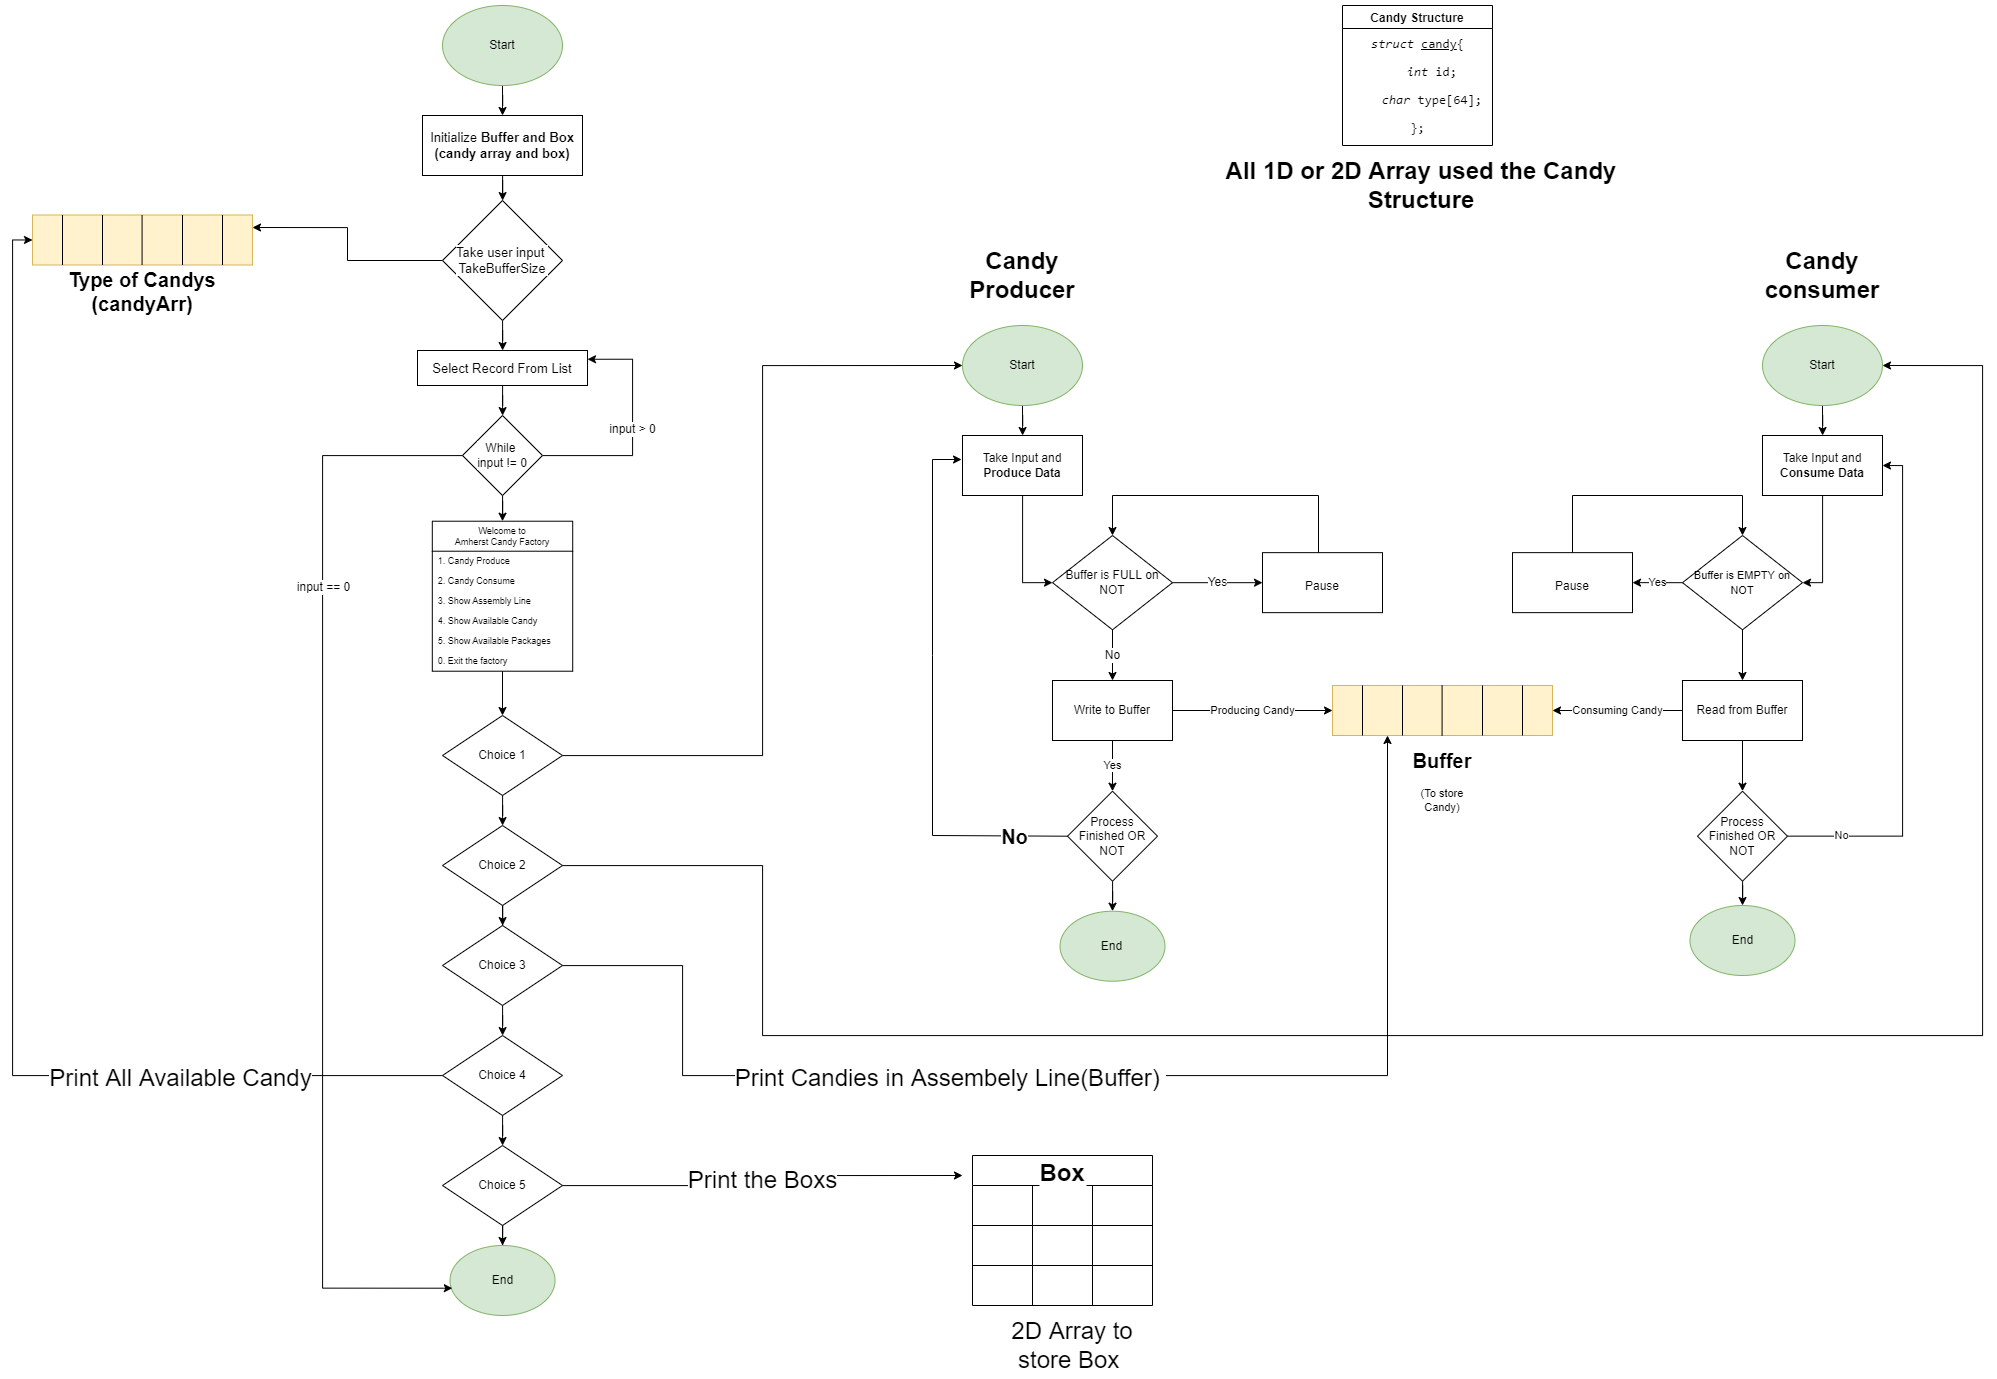 Start
Initialize Buffer and Box
(candy array and box)
Take user input
TakeBufferSize
Type of Candys
(candyArr)
Select Record From List
input > 0
While
input != 0
input == 0
Welcome to
Amherst Candy Factory
1. Candy Produce
2. Candy Consume
3. Show Assembly Line
4. Show Available Candy
5. Show Available Packages
0. Exit the factory
Choice 1
Choice 2
Choice 3
Choice 4
Print All Available Candy
Print Candies in Assembely Line(Buffer)
Choice 5
Print the Boxs
End
Box
2D Array to
store Box
Candy Structure
struct candy{
int id;
char type[64];
};
All 1D or 2D Array used the Candy
Structure
Candy
Producer
Start
Take Input and
Produce Data
Buffer is FULL on
NOT
Yes
Pause
No
Write to Buffer
Producing Candy
Yes
Process
Finished OR
NOT
No
End
Buffer
(To store
Candy)
Candy
consumer
Start
Take Input and
Consume Data
Buffer is EMPTY on
NOT
Yes
Pause
Read from Buffer
Consuming Candy
Process
Finished OR
NOT
No
End